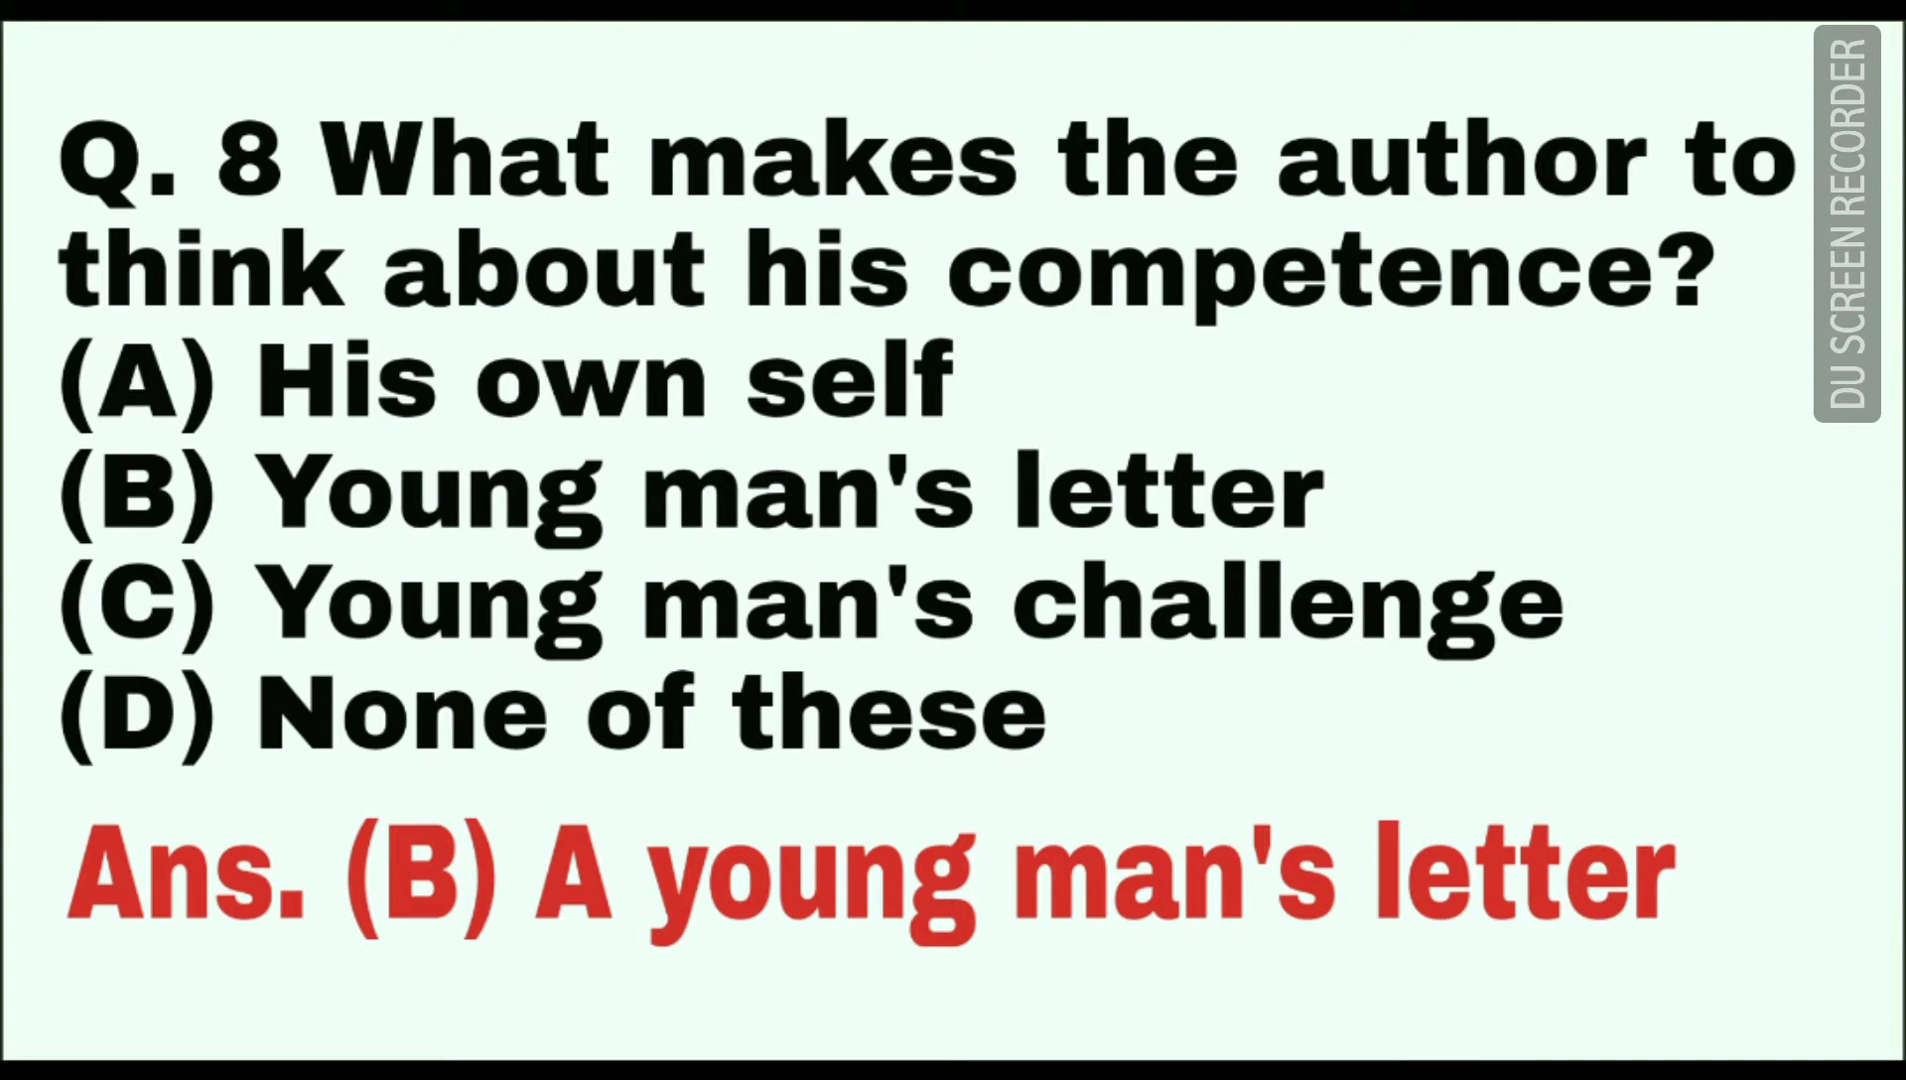 Q. 8 What makes the author to
think about his competence?
(A) His own self
(B) Young man's letter
(C) Young man's challenge
(D) None of these
Ans. (B) A young man's letter
DU SCREEN RECORDER